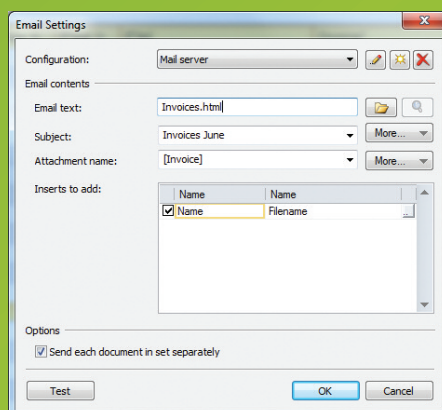 Email Settings
Configuration: Mail server
Email contents
Email text: Invoices.html
Subject: Invoices June More...
Attachment name: [Invoice] More...
Inserts to add:
Name Name
Name Filename ..
Options
Send each document in set separately
Test OK Cancel